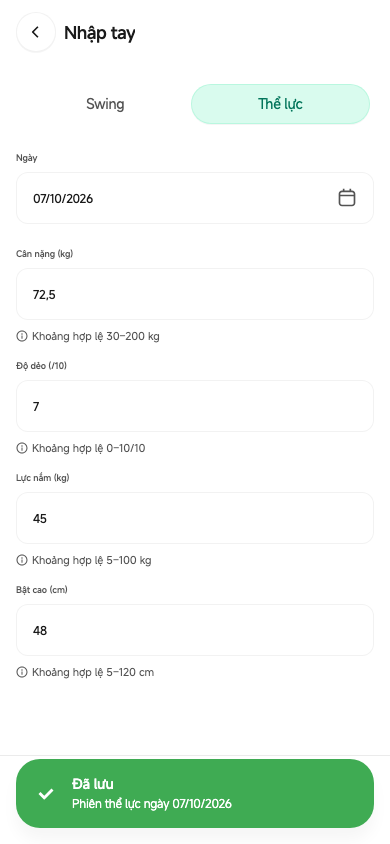 Nhập tay
Swing
Thể lực
Ngày
07/10/2026
Cân nặng (kg)
72,5
Khoảng hợp lệ 30–200 kg
Độ dẻo (/10)
7
Khoảng hợp lệ 0–10/10
Lực nắm (kg)
45
Khoảng hợp lệ 5–100 kg
Bật cao (cm)
48
Khoảng hợp lệ 5–120 cm
Đã lưu
Phiên thể lực ngày 07/10/2026